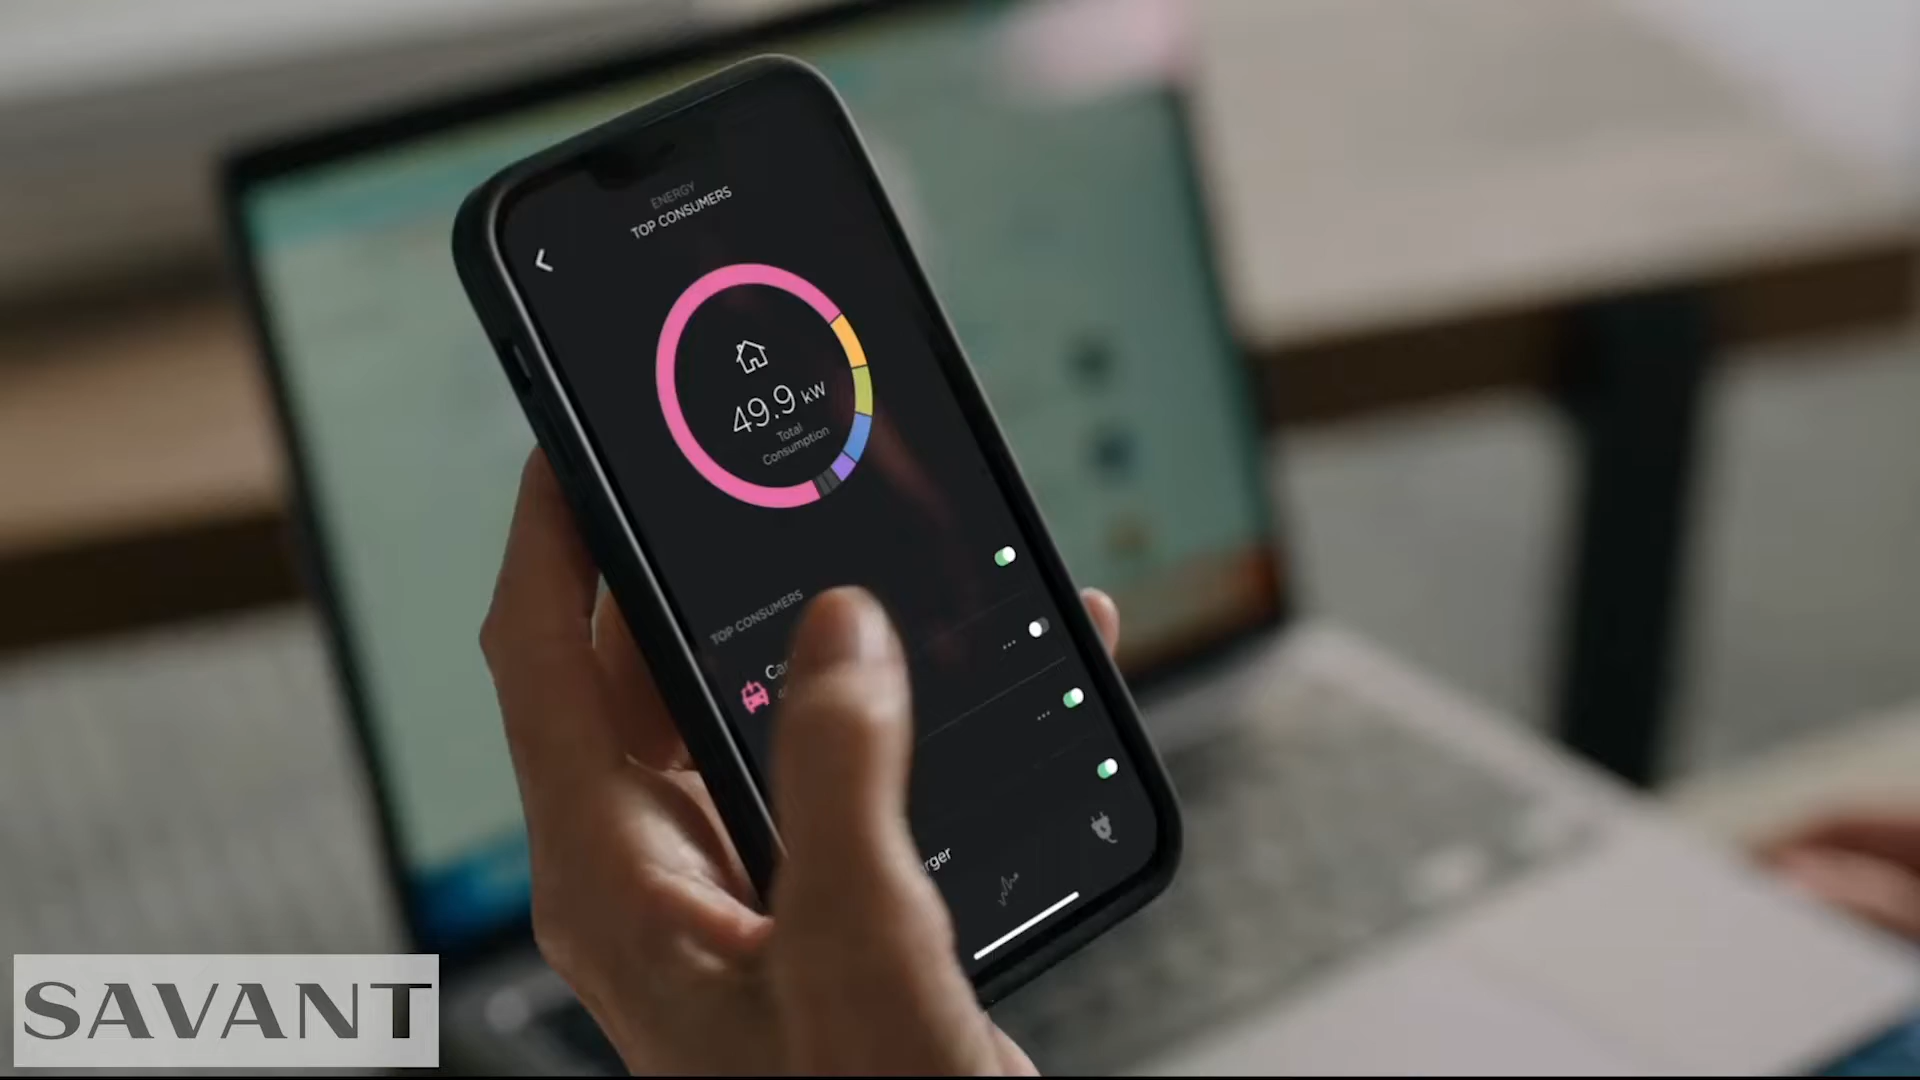 ENERGY
TOP CONSUMERS
49.9 kW
Total
Consumption
TOP CONSUMERS
SAVANT